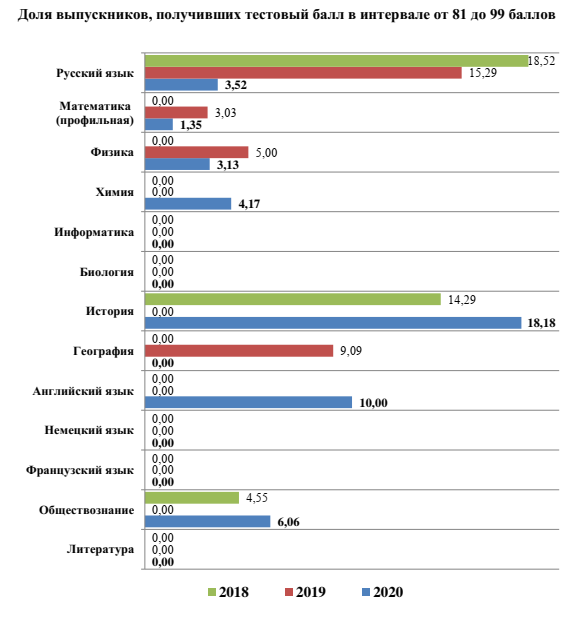 Доля выпускников, получивших тестовый балл в интервале от 81 до 99 баллов
Русский язык
18,52
15,29
3,52
Математика
(профильная)
0,00
3,03
1,35
Физика
0,00
5,00
3,13
Химия
0,00
0,00
4,17
Информатика
0,00
0,00
0,00
Биология
0,00
0,00
0,00
История
14,29
0,00
18,18
География
0,00
9,09
0,00
Английский язык
0,00
0,00
10,00
Немецкий язык
0,00
0,00
0,00
Французский язык
0,00
0,00
0,00
Обществознание
4,55
0,00
6,06
Литература
0,00
0,00
0,00
2018 2019 2020